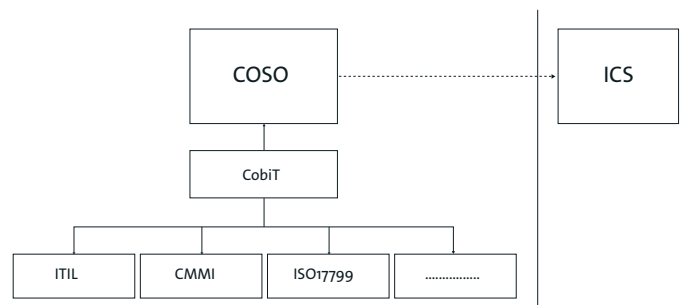 COSO
ICS
CobiT
ITIL
CMMI
ISO17799
................